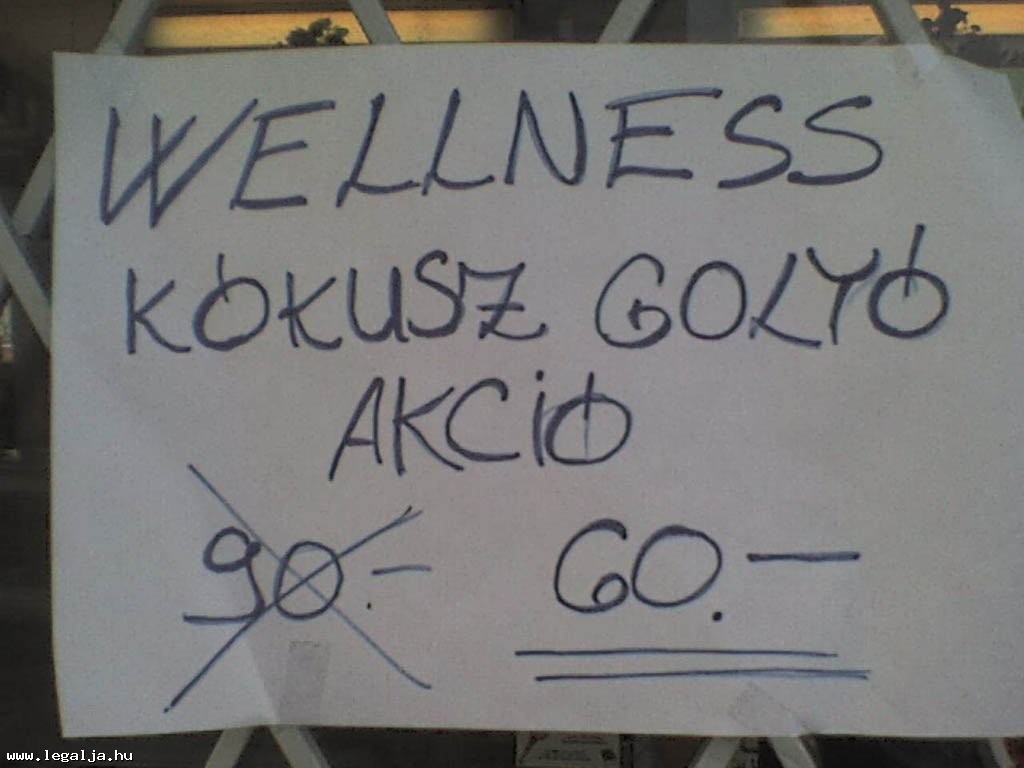 WELLNESS
KÓKUSZ GOLYÓ
AKCIÓ
90.- 60.-
www.legalja.hu